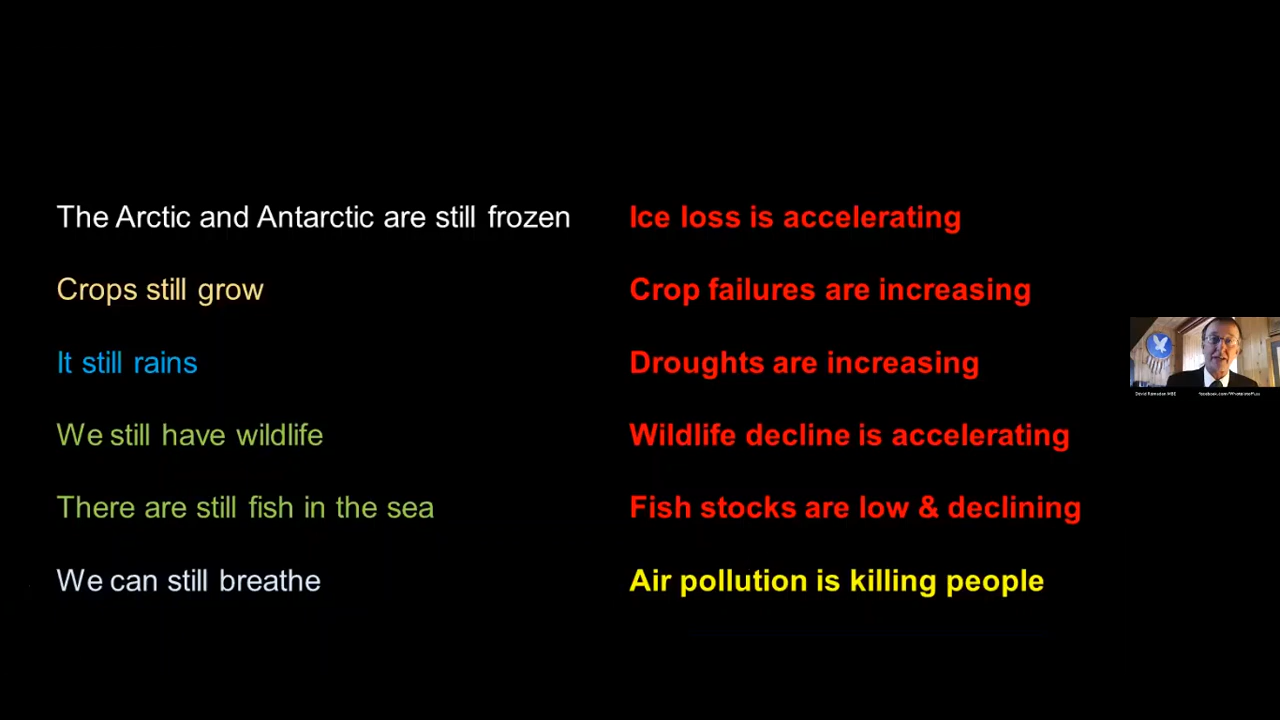 The Arctic and Antarctic are still frozen Ice loss is accelerating
Crops still grow Crop failures are increasing
It still rains Droughts are increasing
We still have wildlife Wildlife decline is accelerating
There are still fish in the sea Fish stocks are low & declining
We can still breathe Air pollution is killing people